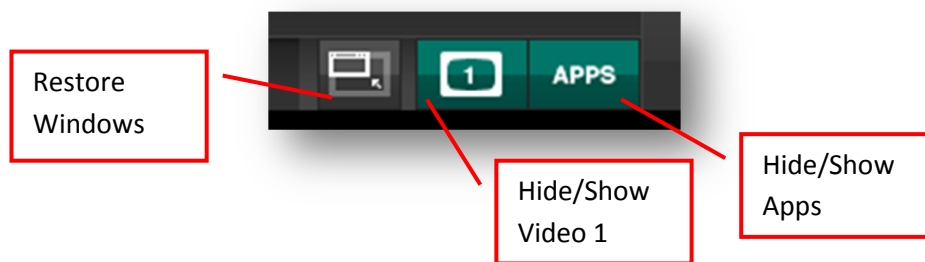 Restore
Windows
1
APPS
Hide/Show
Video 1
Hide/Show
Apps